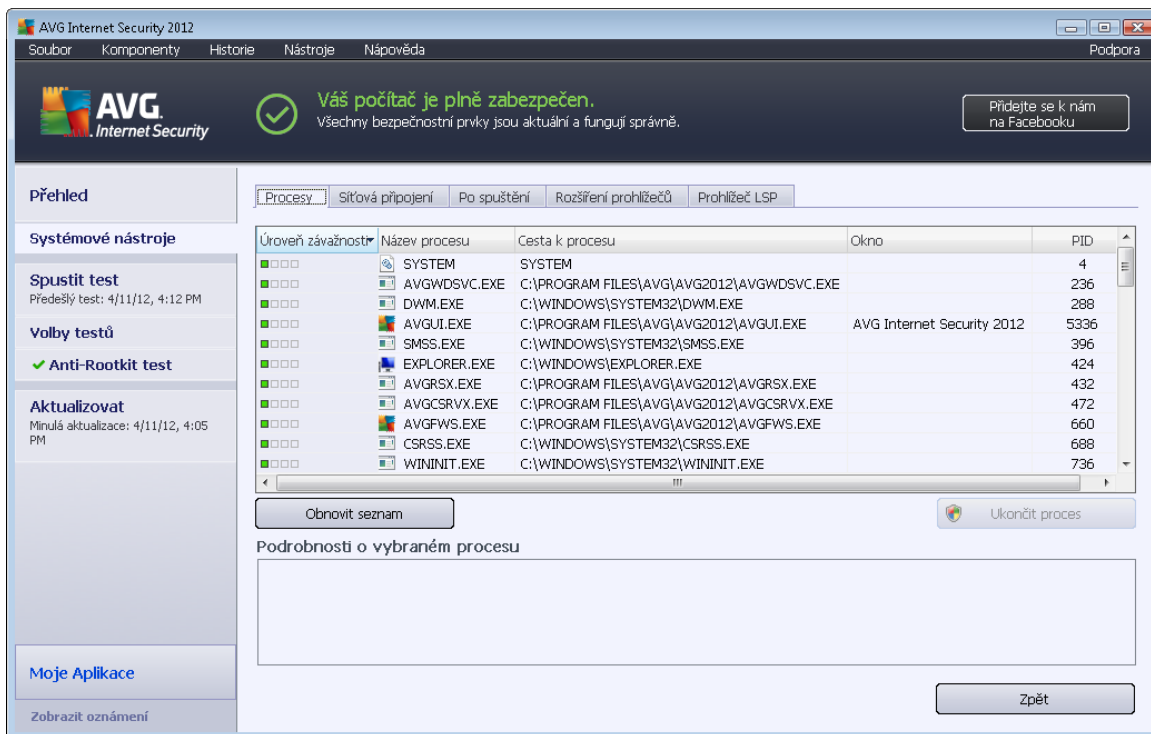 AVG Internet Security 2012
Soubor Komponenty Historie Nástroje Nápověda Podpora
AVG.
Internet Security
Váš počítač je plně zabezpečen.
Všechny bezpečnostní prvky jsou aktuální a fungují správně.
Přidejte se k nám
na Facebooku
Přehled
Systémové nástroje
Spustit test
Předešlý test: 4/11/12, 4:12 PM
Volby testů
Anti-Rootkit test
Aktualizovat
Minulá aktualizace: 4/11/12, 4:05
PM
Moje Aplikace
Zobrazit oznámení
Procesy Síťová připojení Po spuštění Rozšíření prohlížečů Prohlížeč LSP
Úroveň závažnosti Název procesu Cesta k procesu Okno PID
SYSTEM SYSTEM 4
AVGWDSVC.EXE C:\PROGRAM FILES\AVG\AVG2012\AVGWDSVC.EXE 236
DWM.EXE C:\WINDOWS\SYSTEM32\DWM.EXE 288
AVGUI.EXE C:\PROGRAM FILES\AVG\AVG2012\AVGUI.EXE AVG Internet Security 2012 5336
SMSS.EXE C:\WINDOWS\SYSTEM32\SMSS.EXE 396
EXPLORER.EXE C:\WINDOWS\EXPLORER.EXE 424
AVGRSX.EXE C:\PROGRAM FILES\AVG\AVG2012\AVGRSX.EXE 432
AVGCSRVX.EXE C:\PROGRAM FILES\AVG\AVG2012\AVGCSRVX.EXE 472
AVGFWS.EXE C:\PROGRAM FILES\AVG\AVG2012\AVGFWS.EXE 660
CSRSS.EXE C:\WINDOWS\SYSTEM32\CSRSS.EXE 688
WININIT.EXE C:\WINDOWS\SYSTEM32\WININIT.EXE 736
Obnovit seznam Ukončit proces
Podrobnosti o vybraném procesu
Zpět